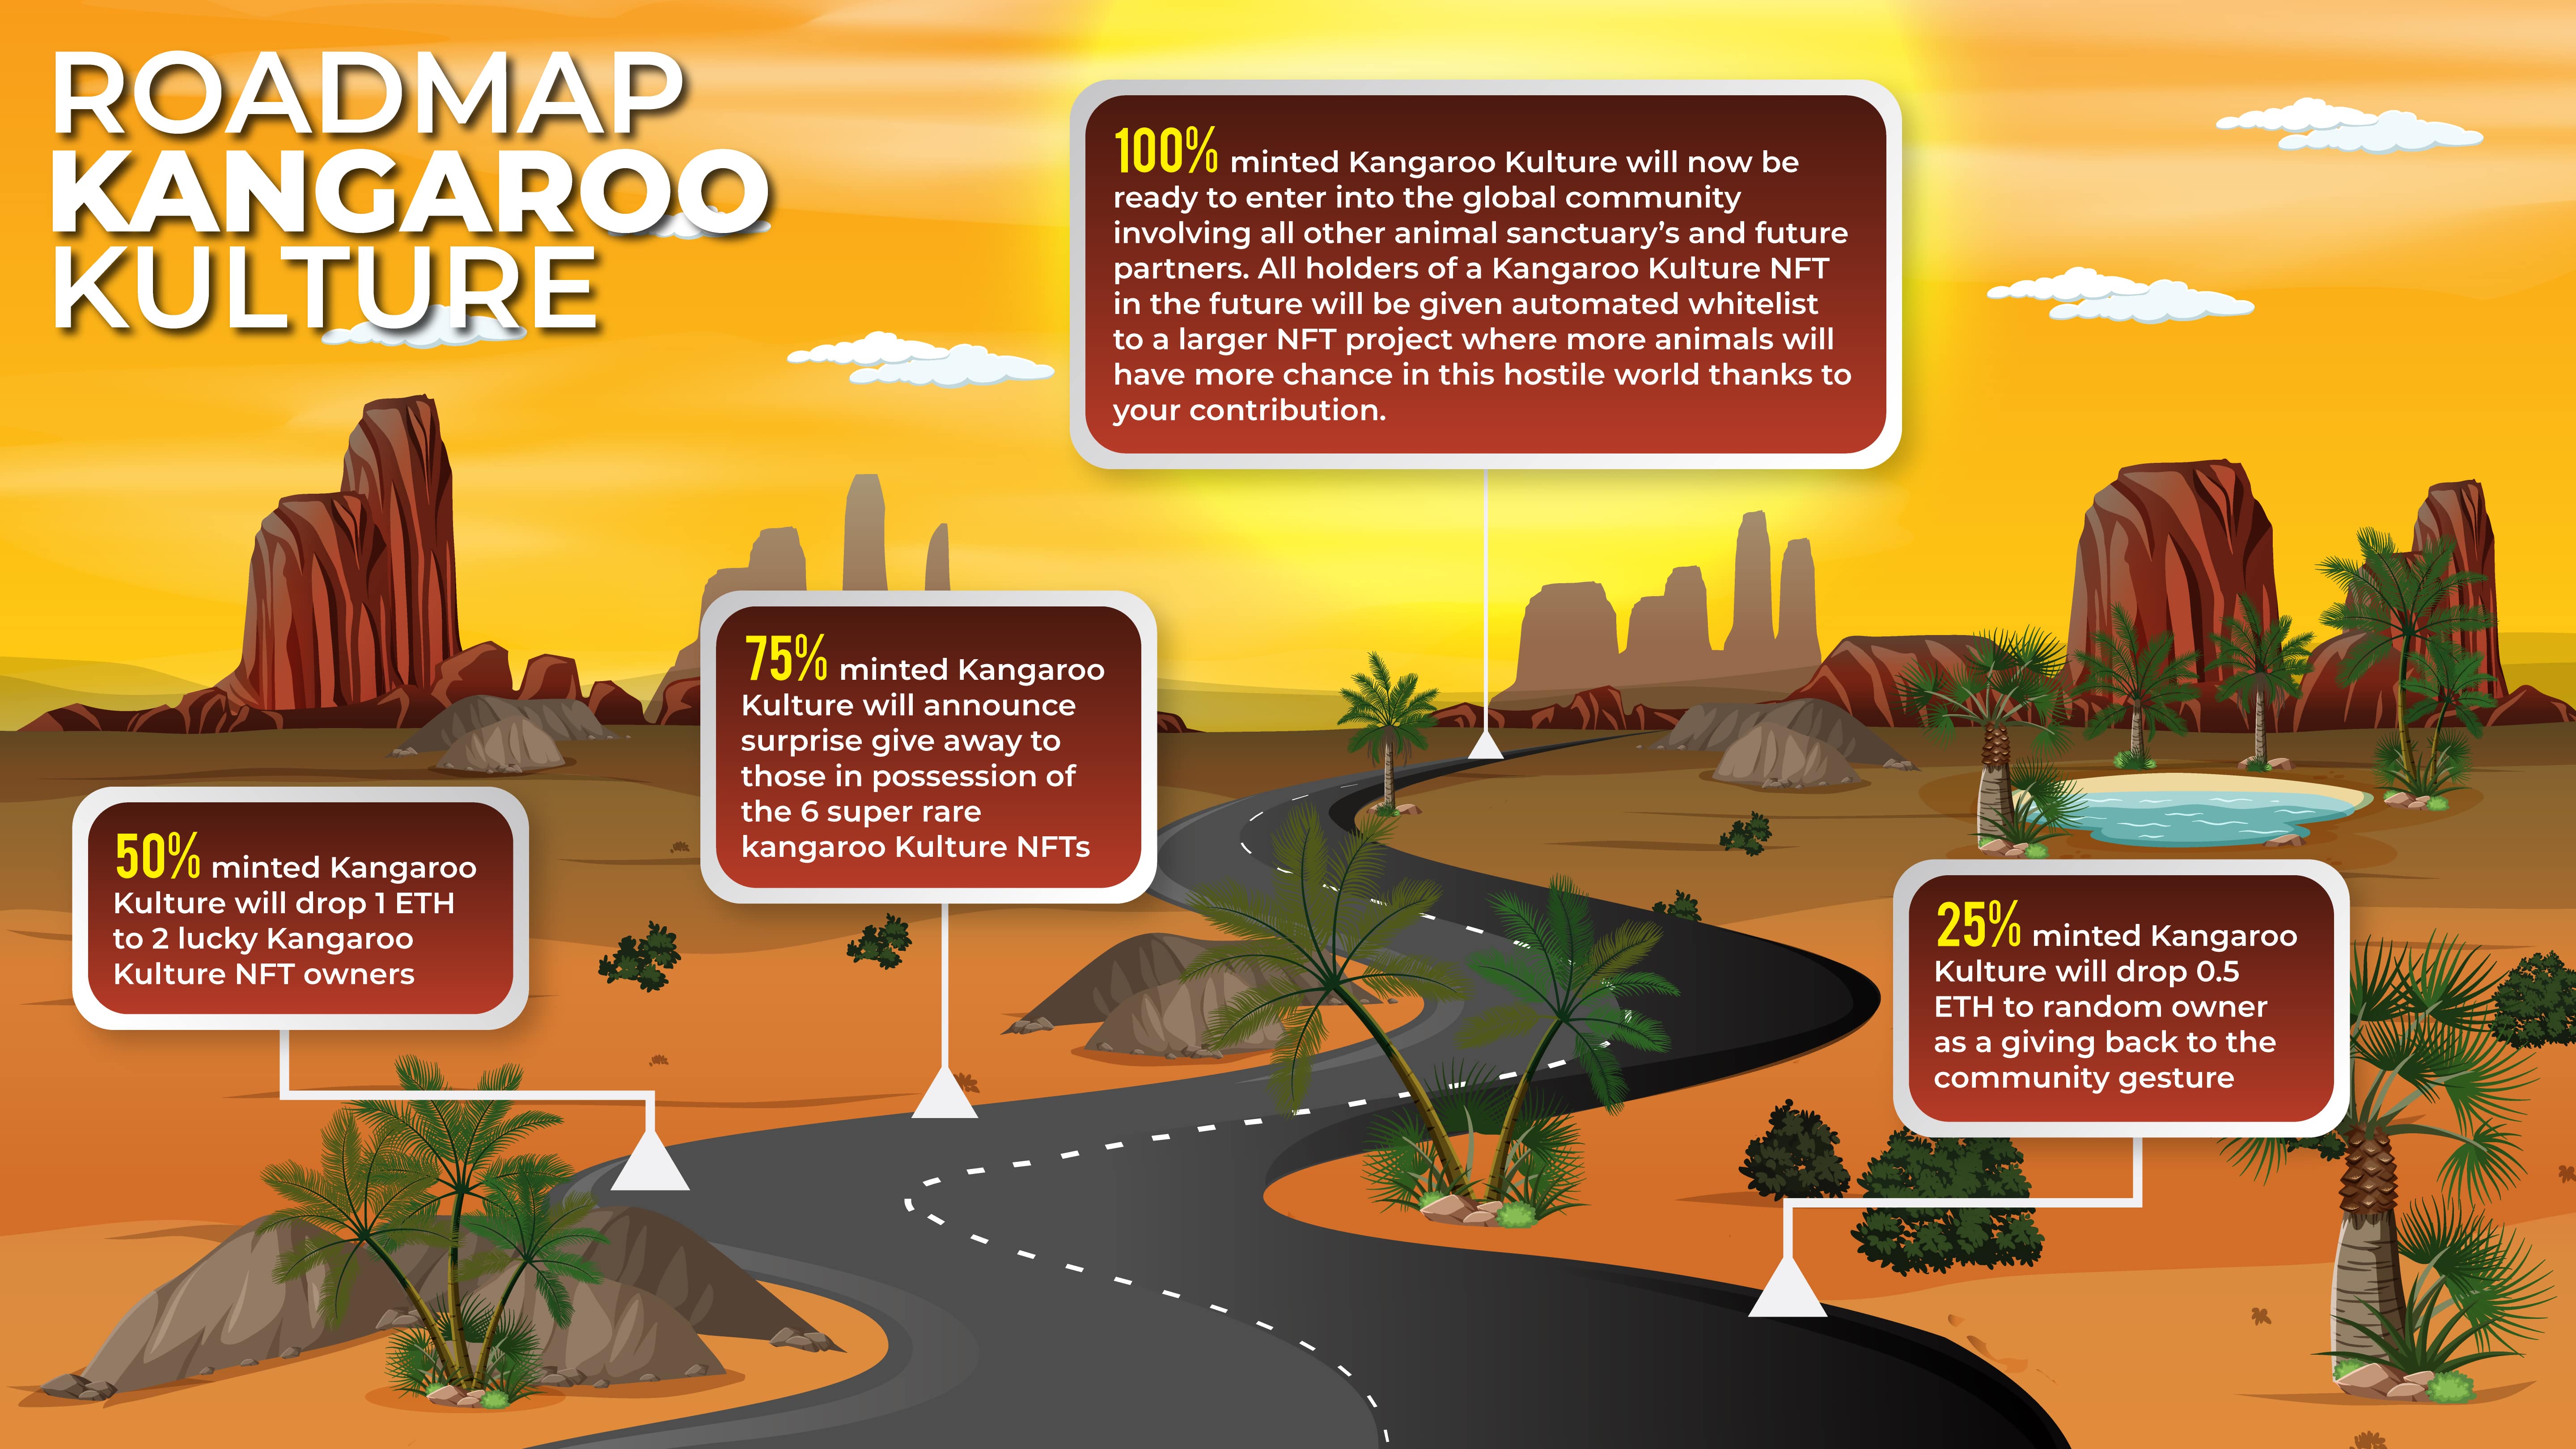 ROADMAP
KANGAROO
KULTURE
100% minted Kangaroo Kulture will now be
ready to enter into the global community
involving all other animal sanctuary's and future
partners. All holders of a Kangaroo Kulture NFT
in the future will be given automated whitelist
to a larger NFT project where more animals will
have more chance in this hostile world thanks to
your contribution.
75% minted Kangaroo
Kulture will announce
surprise give away to
those in possession of
the 6 super rare
kangaroo Kulture NFTs
50% minted Kangaroo
Kulture will drop 1 ETH
to 2 lucky Kangaroo
Kulture NFT owners
25% minted Kangaroo
Kulture will drop 0.5
ETH to random owner
as a giving back to the
community gesture